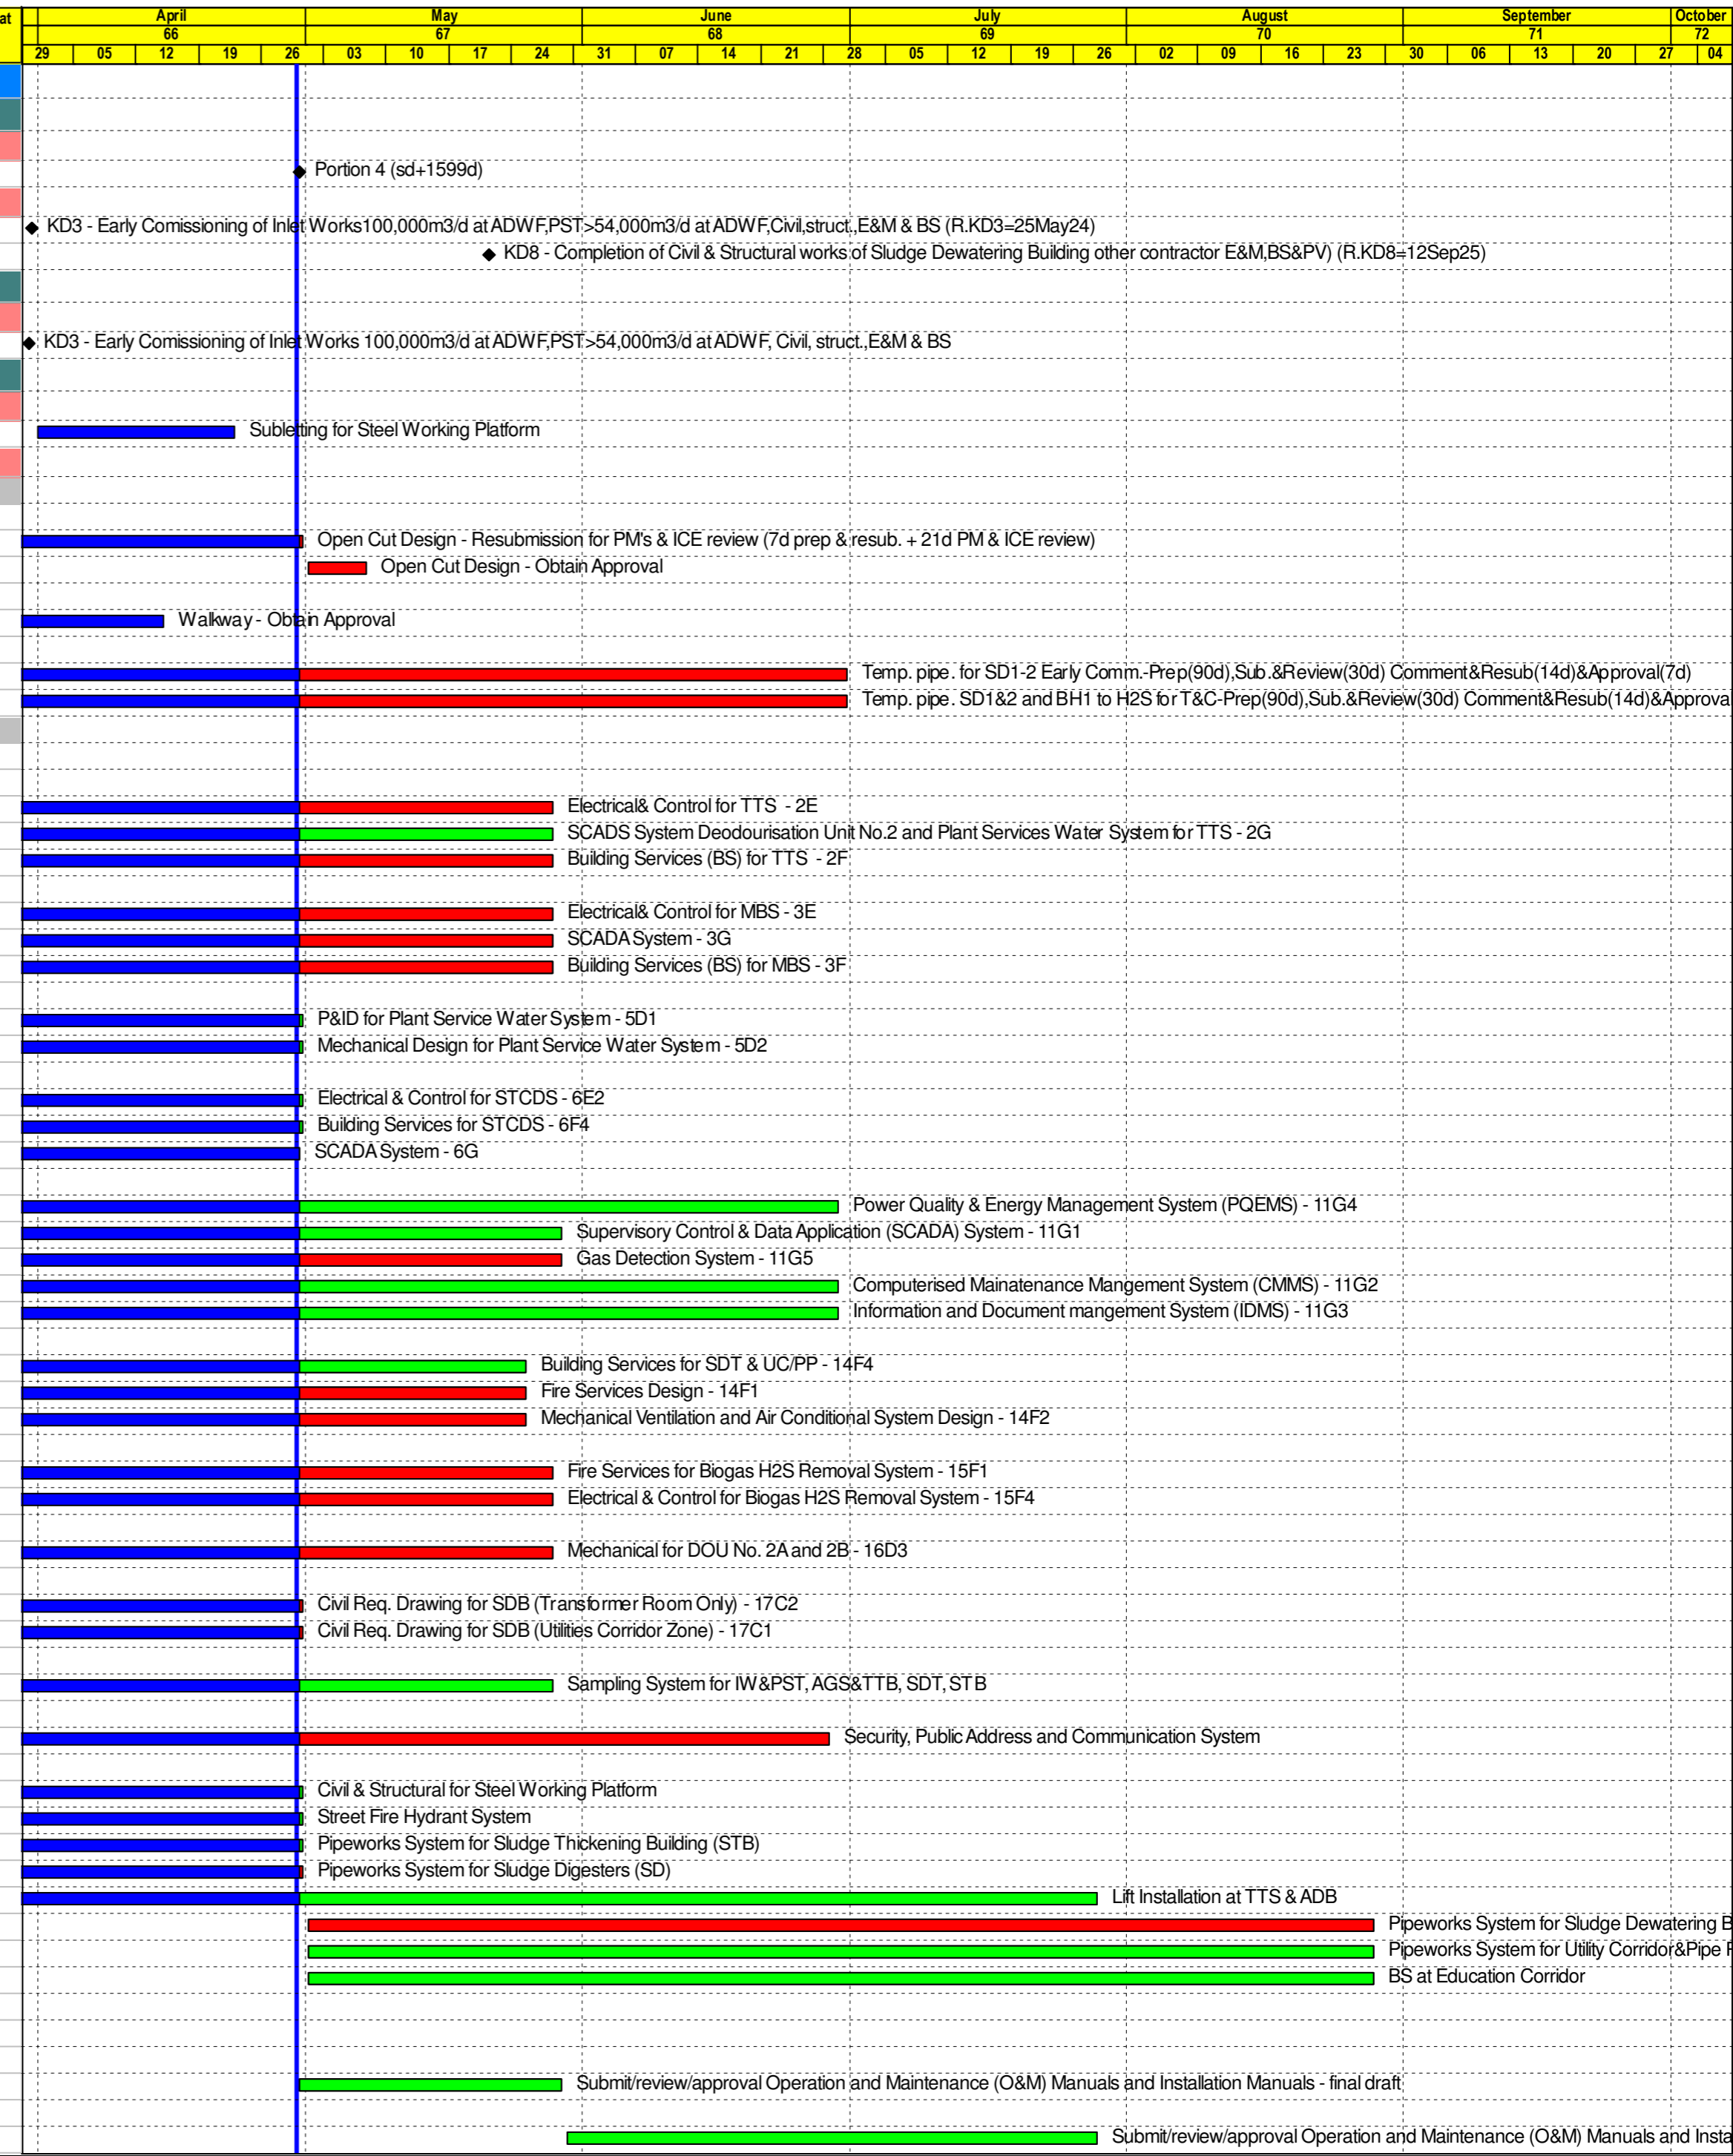 at
April May June July August September October
66 67 68 69 70 71 72
29 05 12 19 26 03 10 17 24 31 07 14 21 28 05 12 19 26 02 09 16 23 30 06 13 20 27 04
Portion 4 (sd+1599d)
KD3 - Early Comissioning of Inlet Works100,000m3/d at ADWF,PST>54,000m3/d at ADWF,Civil,struct.,E&M & BS (R.KD3=25May24)
KD8 - Completion of Civil & Structural works of Sludge Dewatering Building other contractor E&M,BS&PV) (R.KD8=12Sep25)
KD3 - Early Comissioning of Inlet Works 100,000m3/d at ADWF,PST>54,000m3/d at ADWF, Civil, struct.,E&M & BS
Subletting for Steel Working Platform
Open Cut Design - Resubmission for PM's & ICE review (7d prep & resub. + 21d PM & ICE review)
Open Cut Design - Obtain Approval
Walkway - Obtain Approval
Temp. pipe. for SD1-2 Early Comm.-Prep(90d),Sub.&Review(30d) Comment&Resub(14d)&Approval(7d)
Temp. pipe. SD1&2 and BH1 to H2S for T&C-Prep(90d),Sub.&Review(30d) Comment&Resub(14d)&Approva
Electrical& Control for TTS - 2E
SCADS System Deodourisation Unit No.2 and Plant Services Water System for TTS - 2G
Building Services (BS) for TTS - 2F
Electrical& Control for MBS - 3E
SCADA System - 3G
Building Services (BS) for MBS - 3F
P&ID for Plant Service Water System - 5D1
Mechanical Design for Plant Service Water System - 5D2
Electrical & Control for STCDS - 6E2
Building Services for STCDS - 6F4
SCADA System - 6G
Power Quality & Energy Management System (PQEMS) - 11G4
Supervisory Control & Data Application (SCADA) System - 11G1
Gas Detection System - 11G5
Computerised Mainatenance Mangement System (CMMS) - 11G2
Information and Document mangement System (IDMS) - 11G3
Building Services for SDT & UC/PP - 14F4
Fire Services Design - 14F1
Mechanical Ventilation and Air Conditional System Design - 14F2
Fire Services for Biogas H2S Removal System - 15F1
Electrical & Control for Biogas H2S Removal System - 15F4
Mechanical for DOU No. 2A and 2B - 16D3
Civil Req. Drawing for SDB (Transformer Room Only) - 17C2
Civil Req. Drawing for SDB (Utilities Corridor Zone) - 17C1
Sampling System for IW&PST, AGS&TTB, SDT, STB
Security, Public Address and Communication System
Civil & Structural for Steel Working Platform
Street Fire Hydrant System
Pipeworks System for Sludge Thickening Building (STB)
Pipeworks System for Sludge Digesters (SD)
Lift Installation at TTS & ADB
Pipeworks System for Sludge Dewatering B
Pipeworks System for Utility Corridor&Pipe
BS at Education Corridor
Submit/review/approval Operation and Maintenance (O&M) Manuals and Installation Manuals - final draft
Submit/review/approval Operation and Maintenance (O&M) Manuals and Insta